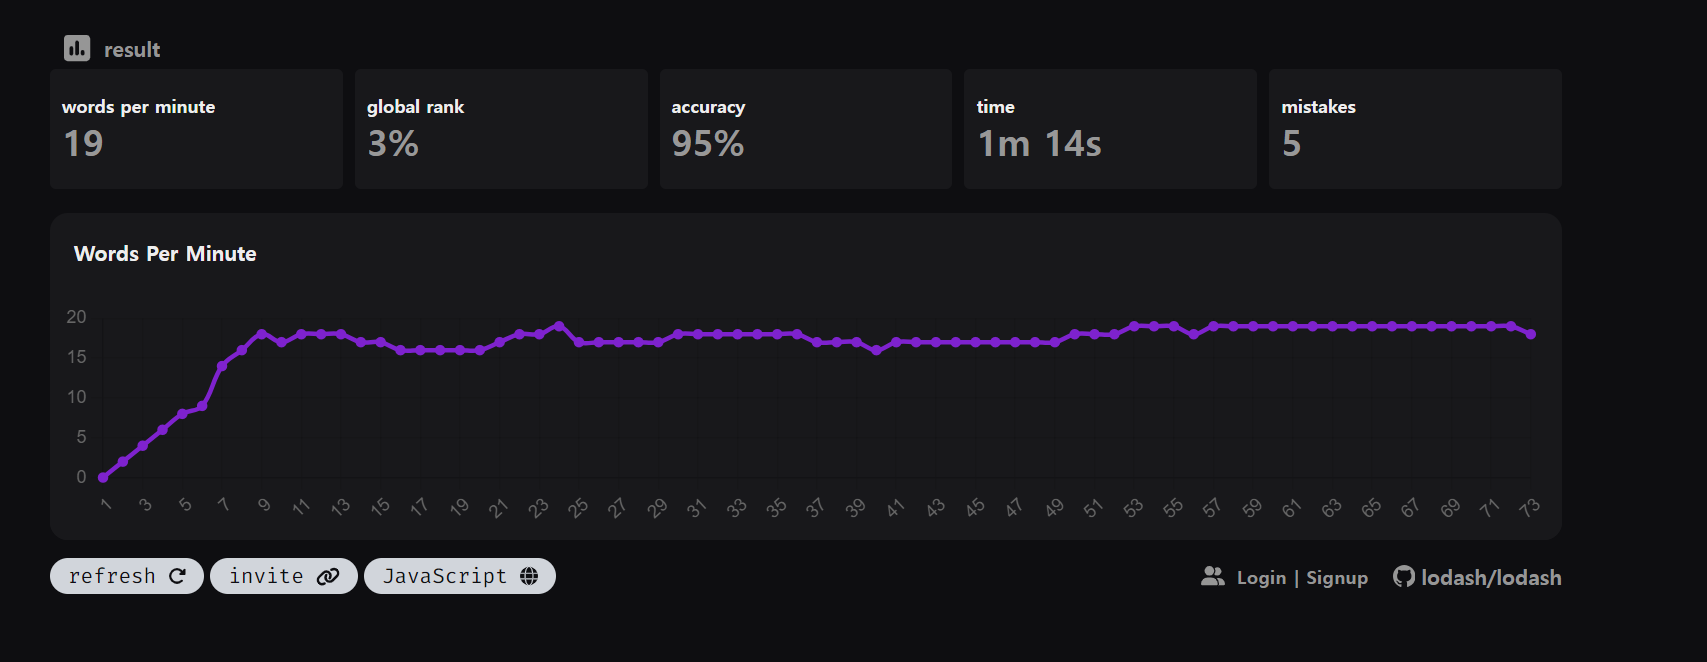 result
words per minute
19
global rank
3%
accuracy
95%
time
1m 14s
mistakes
5
Words Per Minute
20
15
10
5
0
1 3 5 7 9 11 13 15 17 19 21 23 25 27 29 31 33 35 37 39 41 43 45 47 49 51 53 55 57 59 61 63 65 67 69 71 73
refresh invite JavaScript Login | Signup lodash/lodash